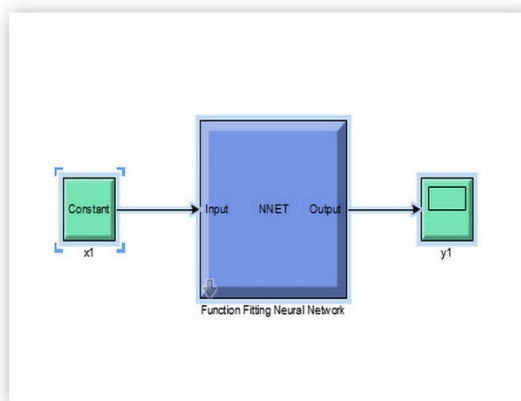 Constant
x1
Input NNET Output
Function Fitting Neural Network
y1